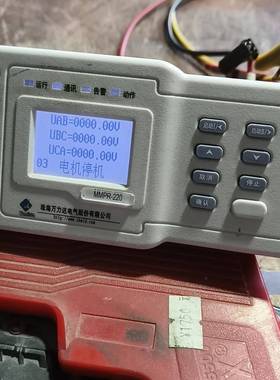 运行 通讯 告警 动作
UAB=0000.00V
UBC=0000.00V
UCA=0000.00V
03 电机停机
MMPR-220
珠海万力达电气股份有限公司
取消
停止
确认